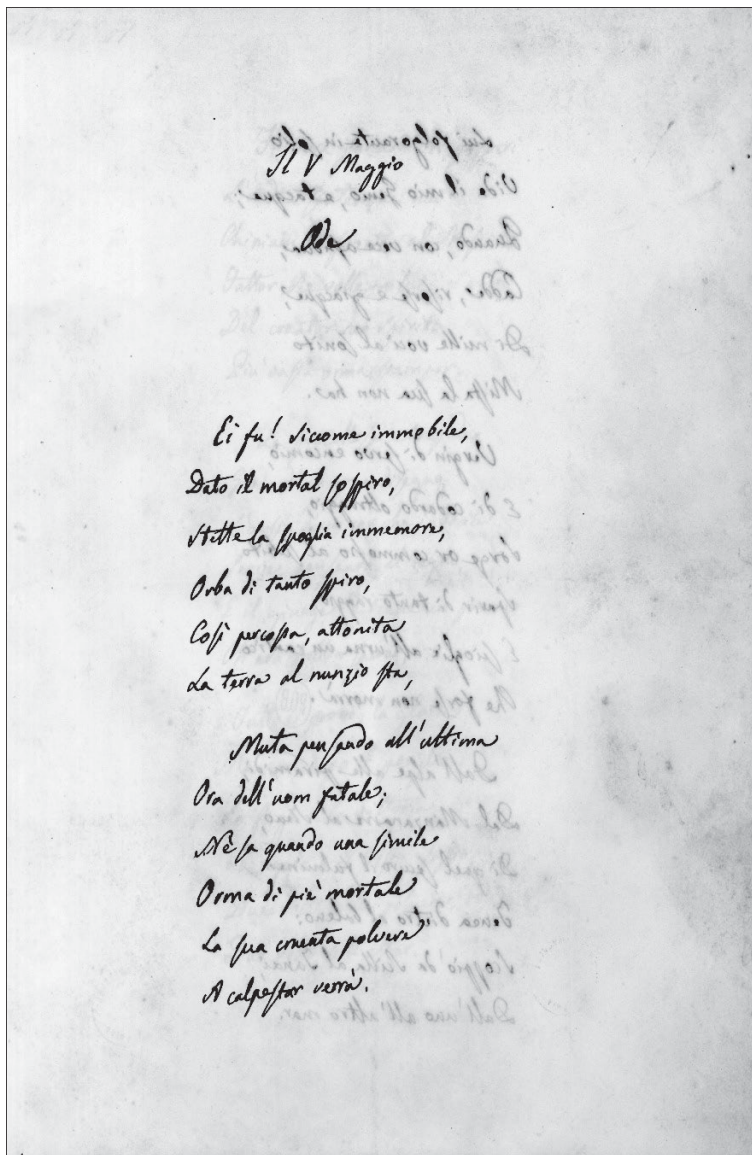 Il V Maggio
Ode
Ei fu! siccome immobile,
Dato il mortal sospiro,
Stette la spoglia immemore,
Orba di tanto spiro,
Così percossa, attonita
La terra al nunzio sta,
Muta pensando all'ultima
Ora dell'uom fatale;
Nè sa quando una simile
Orma di piè mortale
La sua cruenta polvere
A calpestar verrà.